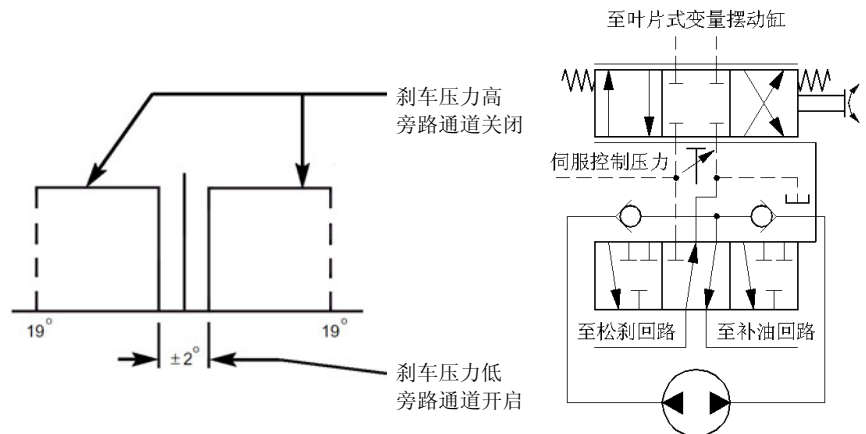 刹车压力高
旁路通道关闭
19°
19°
±2°
刹车压力低
旁路通道开启
至叶片式变量摆动缸
伺服控制压力
至松刹回路
至补油回路